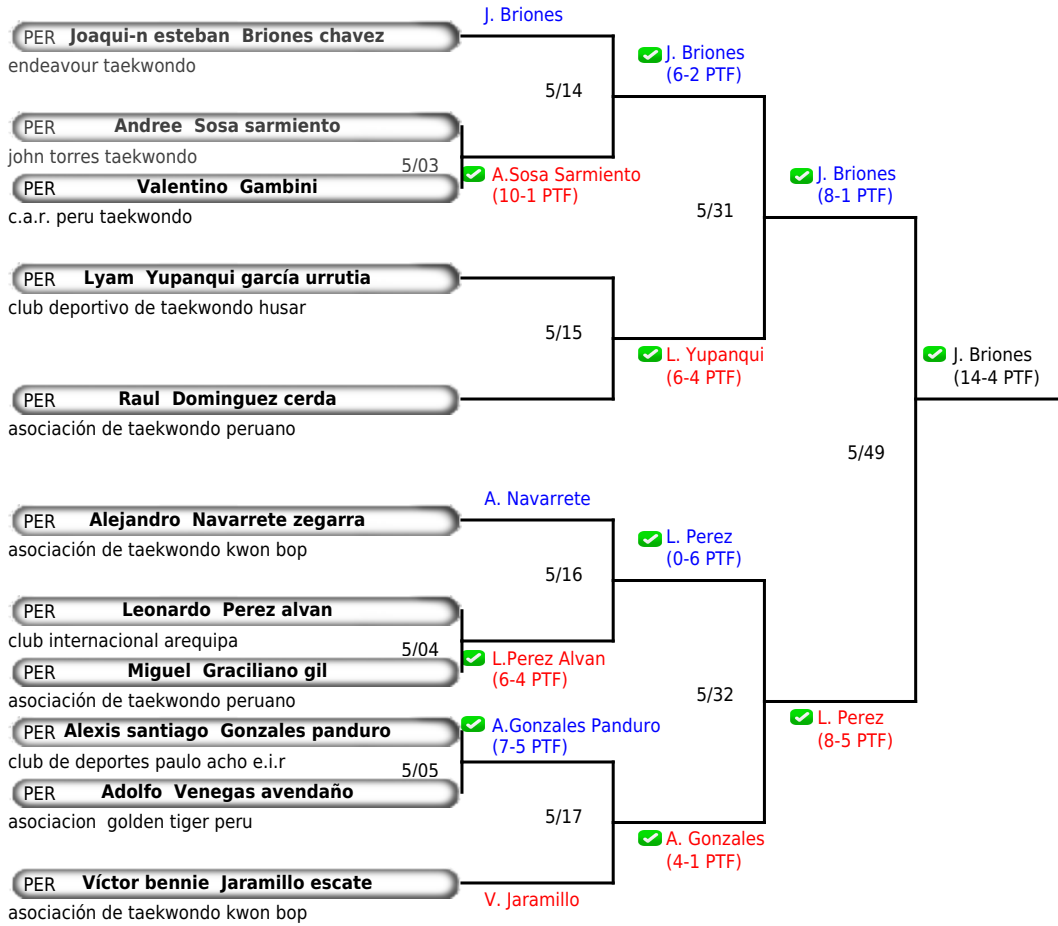 J. Briones
PER Joaqui-n esteban Briones chavez
endeavour taekwondo
J. Briones
(6-2 PTF)
5/14
PER Andree Sosa sarmiento
john torres taekwondo
5/03
A.Sosa Sarmiento
(10-1 PTF)
PER Valentino Gambini
c.a.r. peru taekwondo
J. Briones
(8-1 PTF)
5/31
PER Lyam Yupanqui garcía urrutia
club deportivo de taekwondo husar
5/15
L. Yupanqui
(6-4 PTF)
J. Briones
(14-4 PTF)
PER Raul Dominguez cerda
asociación de taekwondo peruano
5/49
A. Navarrete
PER Alejandro Navarrete zegarra
asociación de taekwondo kwon bop
L. Perez
(0-6 PTF)
5/16
PER Leonardo Perez alvan
club internacional arequipa
5/04
L.Perez Alvan
(6-4 PTF)
PER Miguel Graciliano gil
asociación de taekwondo peruano
5/32
L. Perez
(8-5 PTF)
PER Alexis santiago Gonzales panduro
A.Gonzales Panduro
(7-5 PTF)
club de deportes paulo acho e.i.r
5/05
PER Adolfo Venegas avendaño
asociacion golden tiger peru
5/17
A. Gonzales
(4-1 PTF)
PER Víctor bennie Jaramillo escate
V. Jaramillo
asociación de taekwondo kwon bop